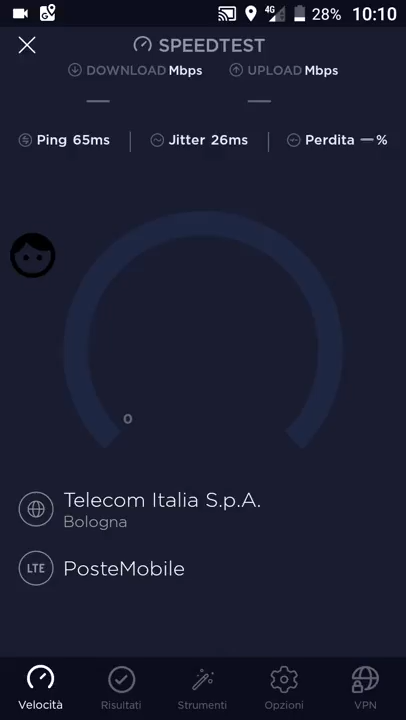 4G 28% 10:10
SPEEDTEST
DOWNLOAD Mbps UPLOAD Mbps
— —
Ping 65ms Jitter 26ms Perdita —%
0
Telecom Italia S.p.A.
Bologna
LTE PosteMobile
Velocità Risultati Strumenti Opzioni VPN